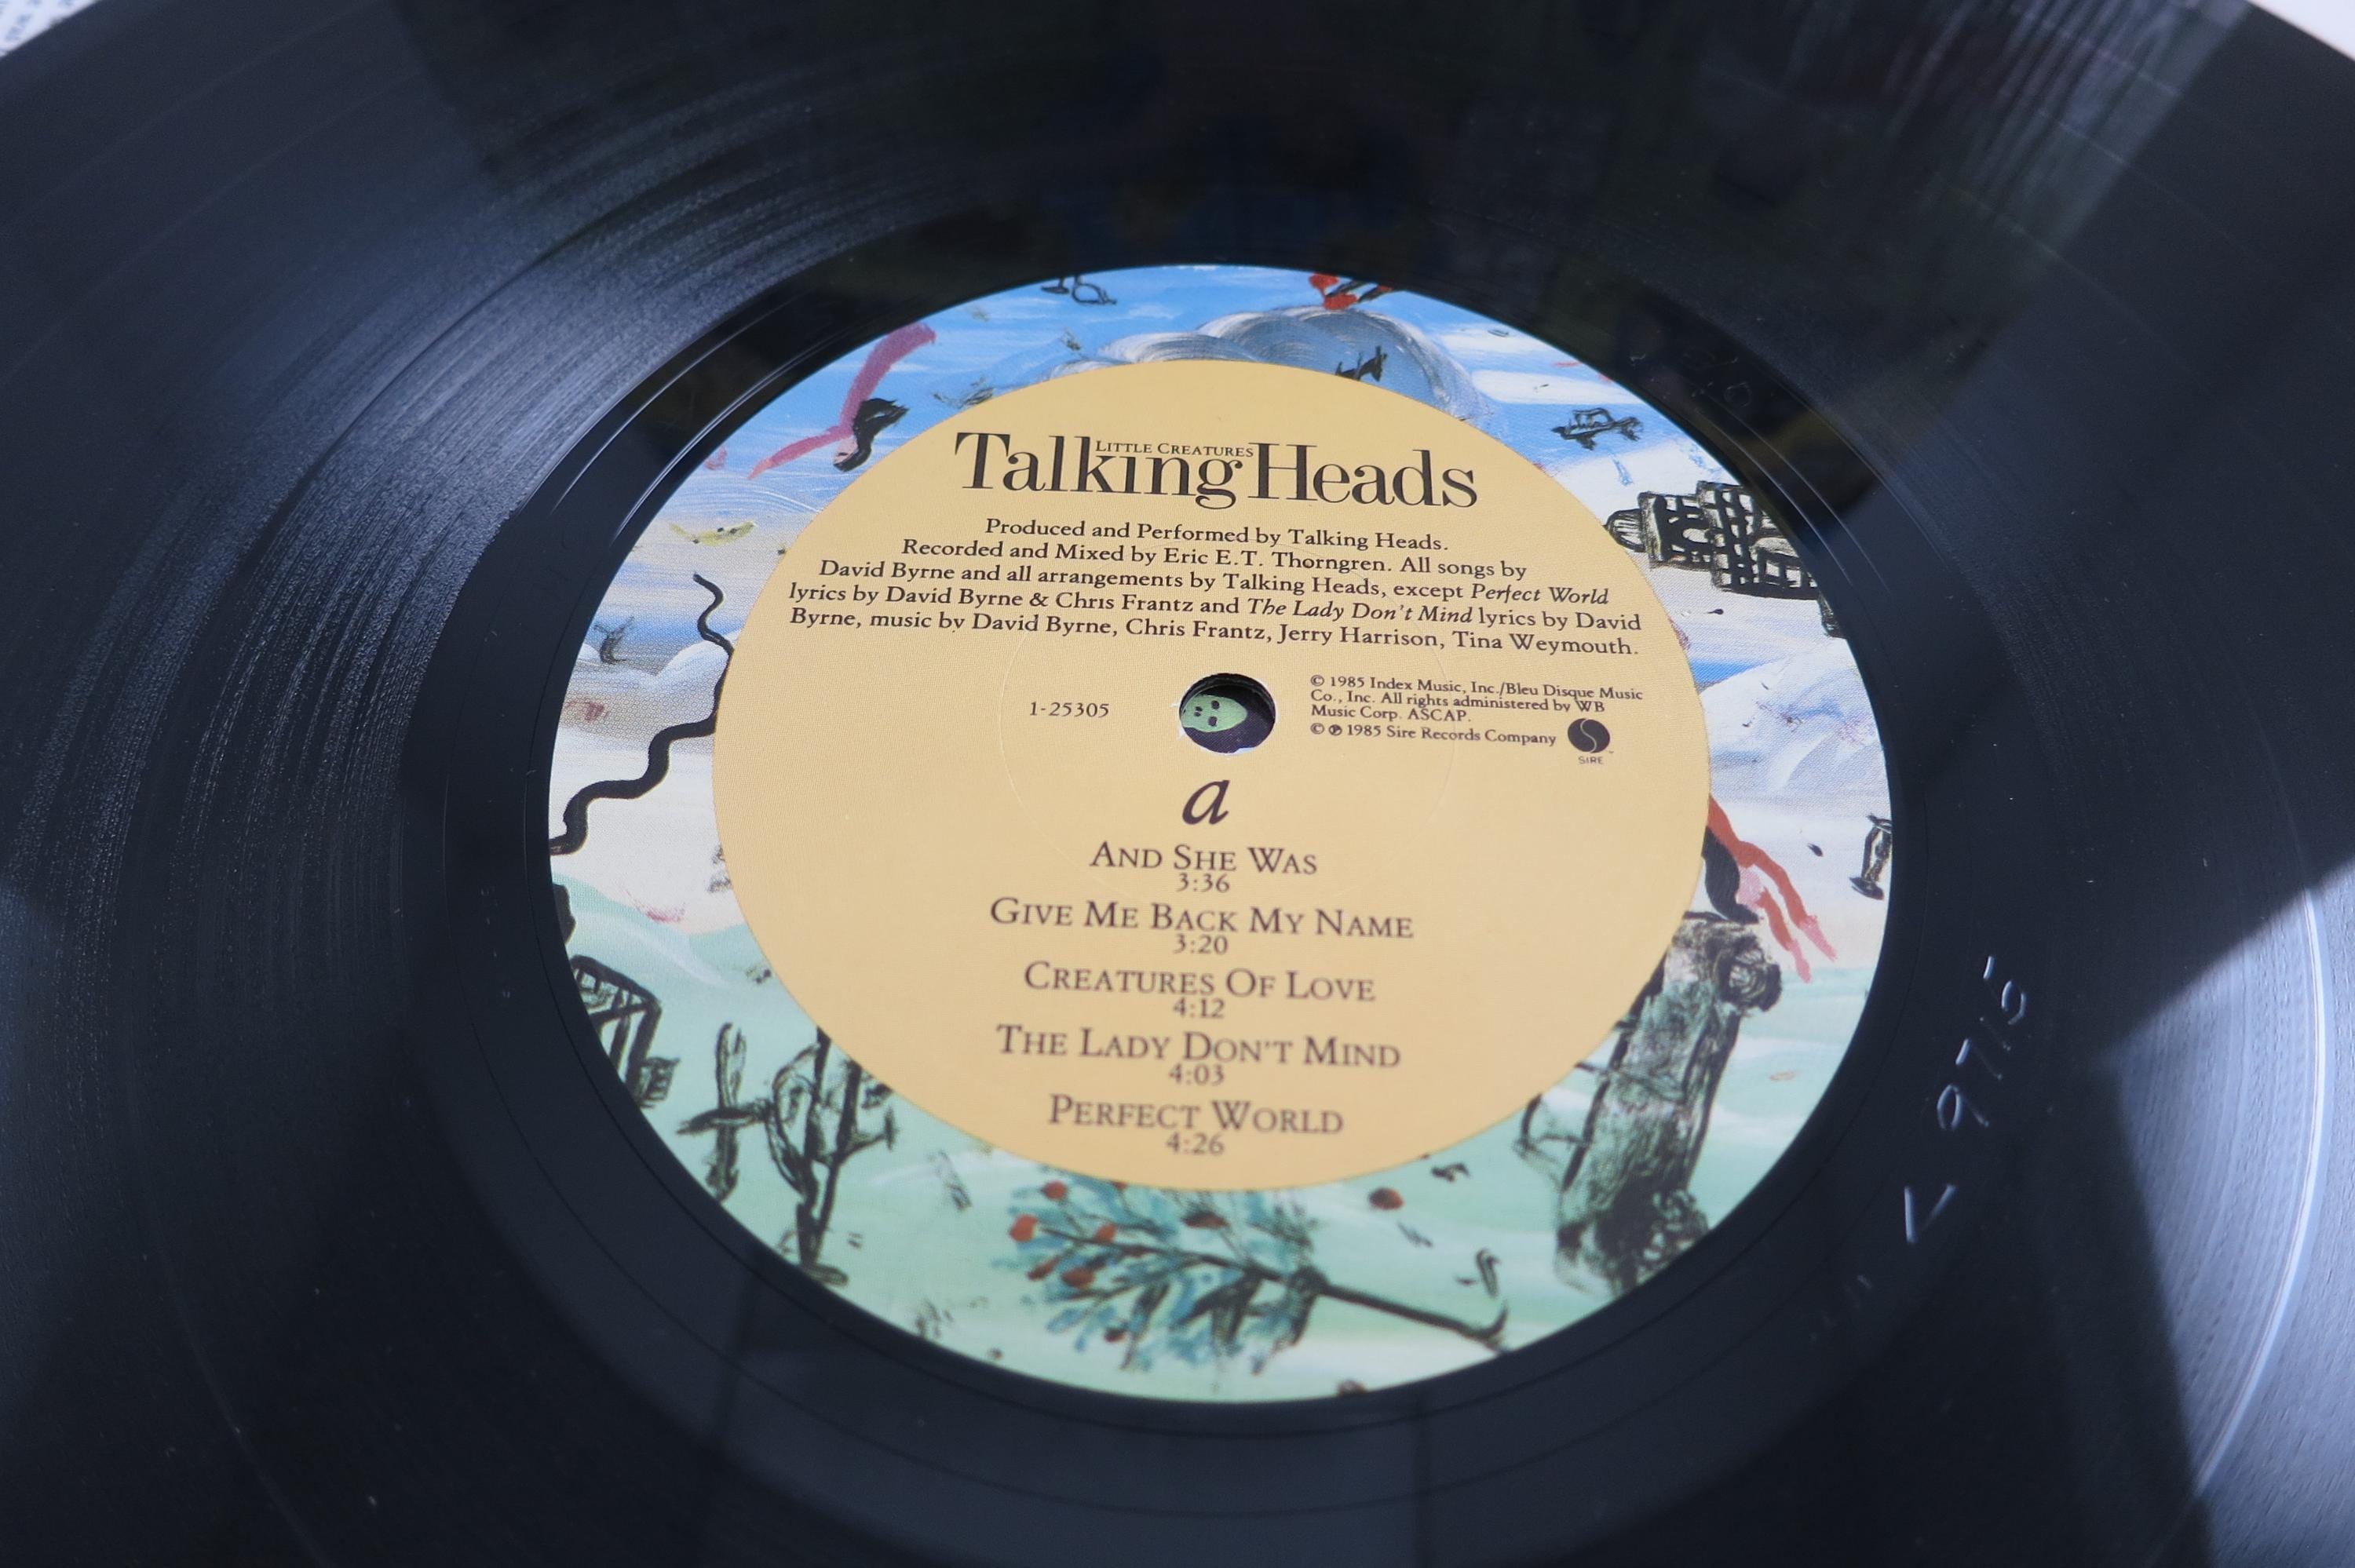 LITTLE CREATURES
Talking Heads
Produced and Performed by Talking Heads.
Recorded and Mixed by Eric E.T. Thorngren. All songs by
David Byrne and all arrangements by Talking Heads, except Perfect World
lyrics by David Byrne & Chris Frantz and The Lady Don't Mind lyrics by David
Byrne, music by David Byrne, Chris Frantz, Jerry Harrison, Tina Weymouth.
1-25305
© 1985 Index Music, Inc./Bleu Disque Music
Co., Inc. All rights administered by WB
Music Corp. ASCAP.
© ℗ 1985 Sire Records Company
SIRE
a
AND SHE WAS
3:36
GIVE ME BACK MY NAME
3:20
CREATURES OF LOVE
4:12
THE LADY DON'T MIND
4:03
PERFECT WORLD
4:26